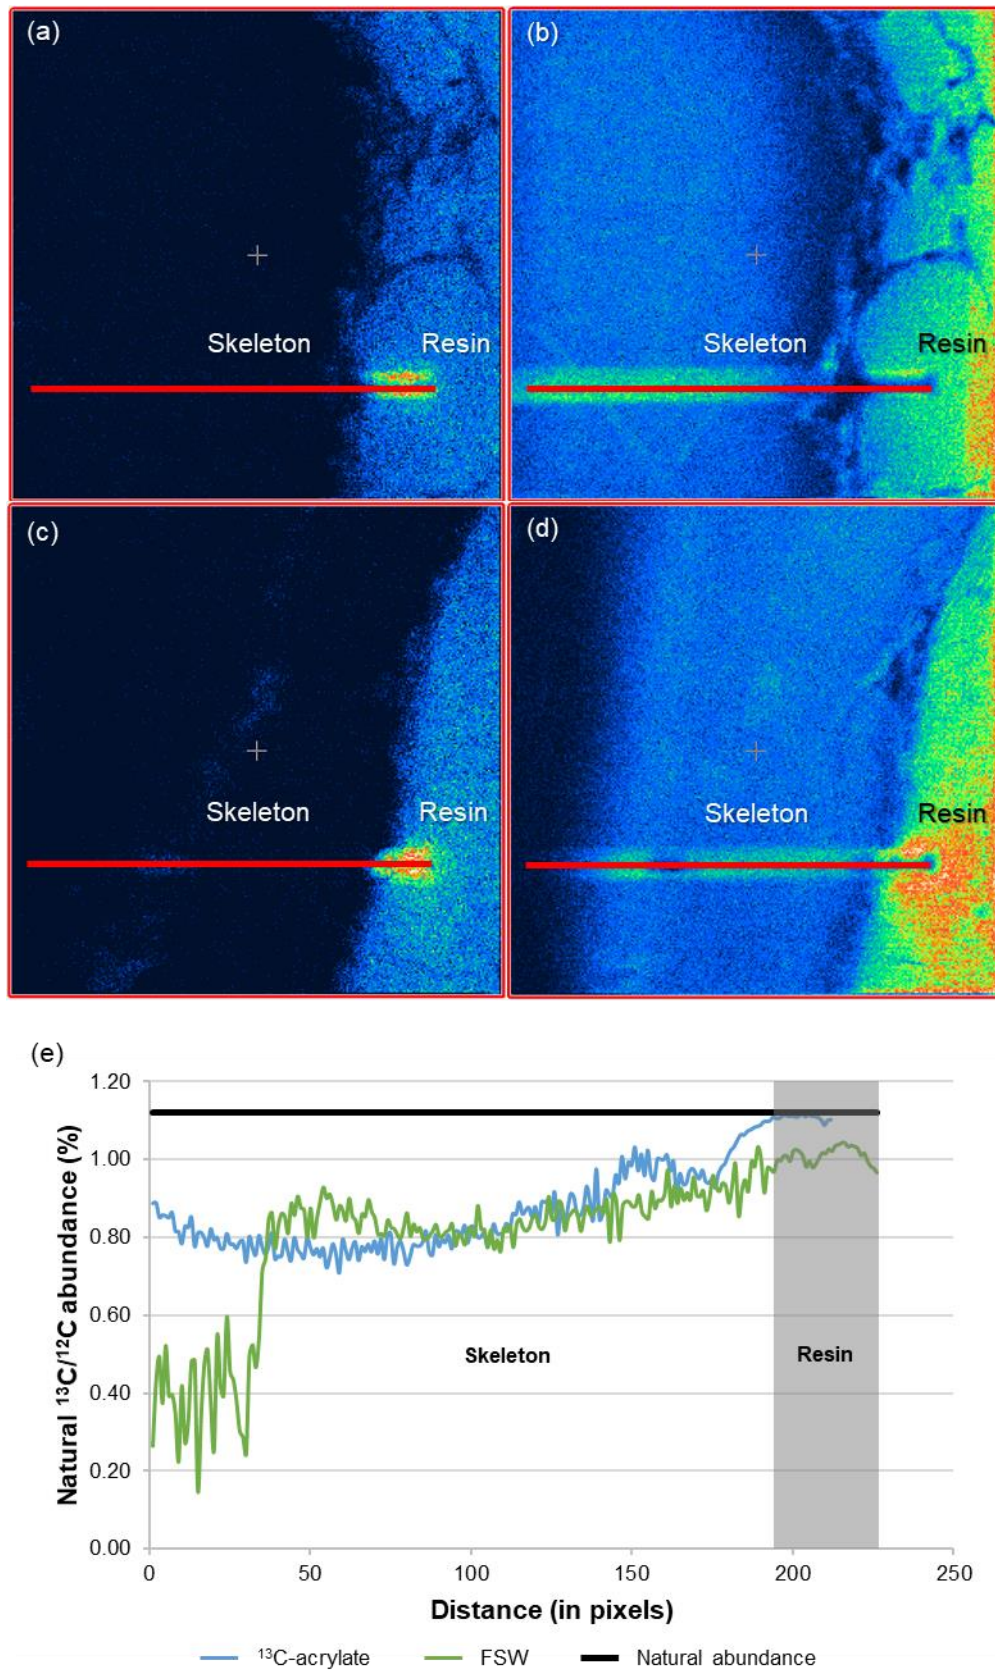 (a)
(b)
Skeleton Resin
Skeleton Resin
(c)
(d)
Skeleton Resin
Skeleton Resin
(e)
Natural ¹³C/¹²C abundance (%)
1.20
1.00
0.80
0.60
0.40
0.20
0.00
Skeleton
Resin
0 50 100 150 200 250
Distance (in pixels)
¹³C-acrylate FSW Natural abundance